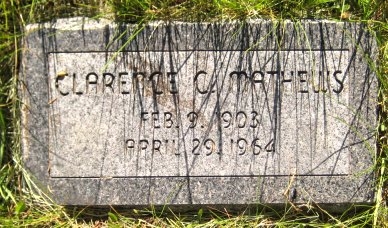 CLARENCE C. MATHEWS
FEB. 9, 1903
APRIL 29, 1964